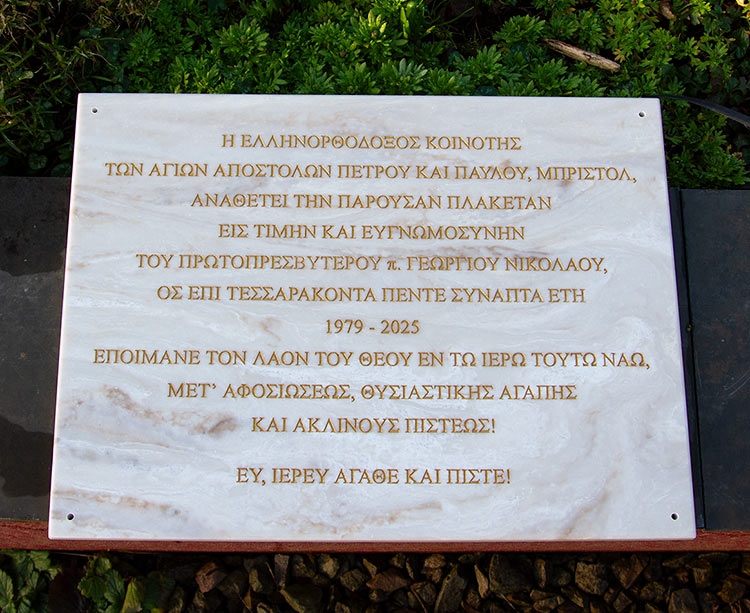 Η ΕΛΛΗΝΟΡΘΟΔΟΞΟΣ ΚΟΙΝΟΤΗΣ
ΤΩΝ ΑΓΙΩΝ ΑΠΟΣΤΟΛΩΝ ΠΕΤΡΟΥ ΚΑΙ ΠΑΥΛΟΥ, ΜΠΡΙΣΤΟΛ,
ΑΝΑΘΕΤΕΙ ΤΗΝ ΠΑΡΟΥΣΑΝ ΠΛΑΚΕΤΑΝ
ΕΙΣ ΤΙΜΗΝ ΚΑΙ ΕΥΓΝΩΜΟΣΥΝΗΝ
ΤΟΥ ΠΡΩΤΟΠΡΕΣΒΥΤΕΡΟΥ π. ΓΕΩΡΓΙΟΥ ΝΙΚΟΛΑΟΥ,
ΟΣ ΕΠΙ ΤΕΣΣΑΡΑΚΟΝΤΑ ΠΕΝΤΕ ΣΥΝΑΠΤΑ ΕΤΗ
1979 - 2025
ΕΠΟΙΜΑΝΕ ΤΟΝ ΛΑΟΝ ΤΟΥ ΘΕΟΥ ΕΝ ΤΩ ΙΕΡΩ ΤΟΥΤΩ ΝΑΩ,
ΜΕΤ’ ΑΦΟΣΙΩΣΕΩΣ, ΘΥΣΙΑΣΤΙΚΗΣ ΑΓΑΠΗΣ
ΚΑΙ ΑΚΛΙΝΟΥΣ ΠΙΣΤΕΩΣ!
ΕΥ, ΙΕΡΕΥ ΑΓΑΘΕ ΚΑΙ ΠΙΣΤΕ!